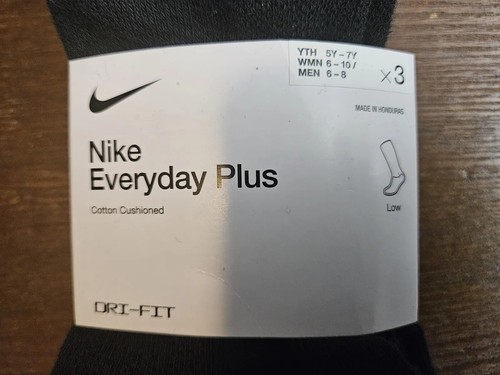 YTH 5Y-7Y
WMN 6-10/
MEN 6-8
x3
MADE IN HONDURAS
Nike
Everyday Plus
Cotton Cushioned
Low
DRI-FIT